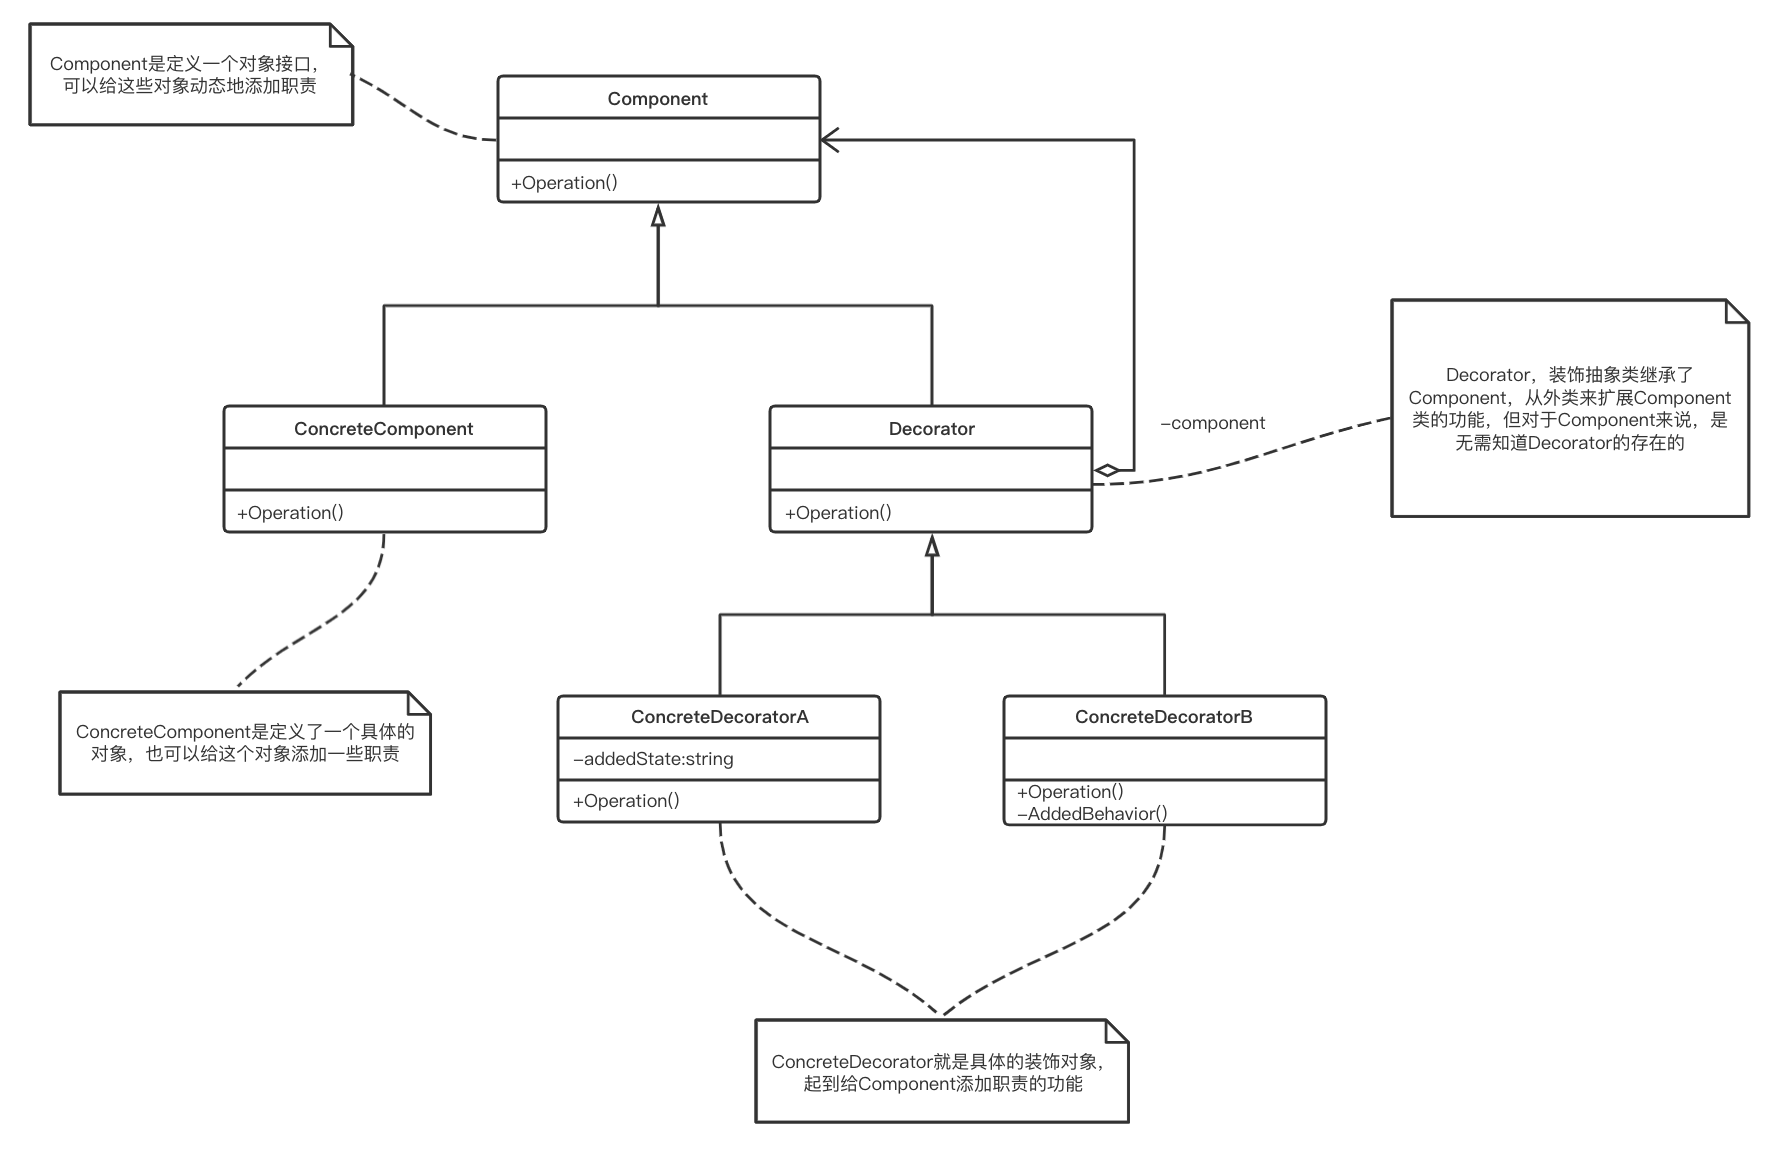 Component是定义一个对象接口，
可以给这些对象动态地添加职责
Component
+Operation()
ConcreteComponent
+Operation()
Decorator
+Operation()
-component
Decorator，装饰抽象类继承了
Component，从外类来扩展Component
类的功能，但对于Component来说，是
无需知道Decorator的存在的
ConcreteComponent是定义了一个具体的
对象，也可以给这个对象添加一些职责
ConcreteDecoratorA
-addedState:string
+Operation()
ConcreteDecoratorB
+Operation()
-AddedBehavior()
ConcreteDecorator就是具体的装饰对象，
起到给Component添加职责的功能